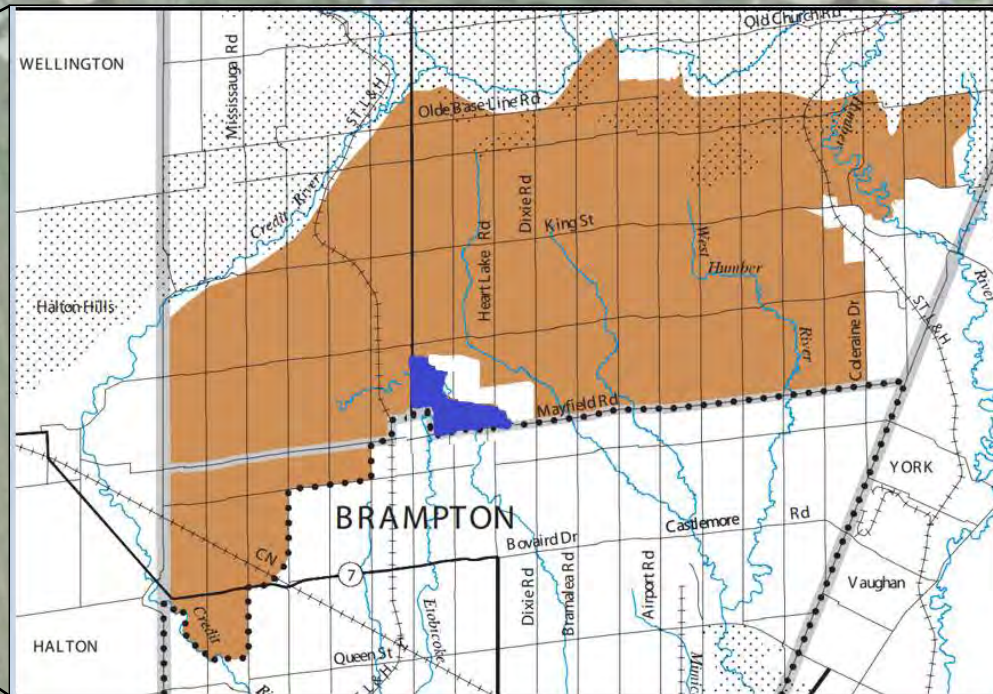 Old Church Rd
WELLINGTON
Mississauga Rd
ST.L&H
Olde Base Line Rd
Humber
Credit River
Dixie Rd
King St
Heart Lake Rd
West
Humber
River
Halton Hills
River
ST.L&H
Coleraine Dr
Mayfield Rd
YORK
BRAMPTON
Castlemore Rd
Bovaird Dr
CN
7
Vaughan
Dixie Rd
Bramalea Rd
Airport Rd
Etobicoke
Credit
HALTON
Queen St
ST.L&H